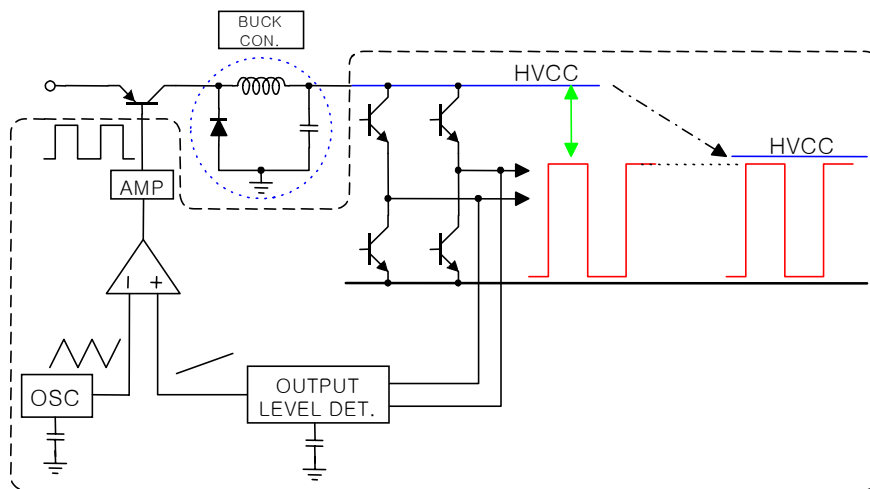 BUCK
CON.
HVCC
HVCC
AMP
OSC
OUTPUT
LEVEL DET.